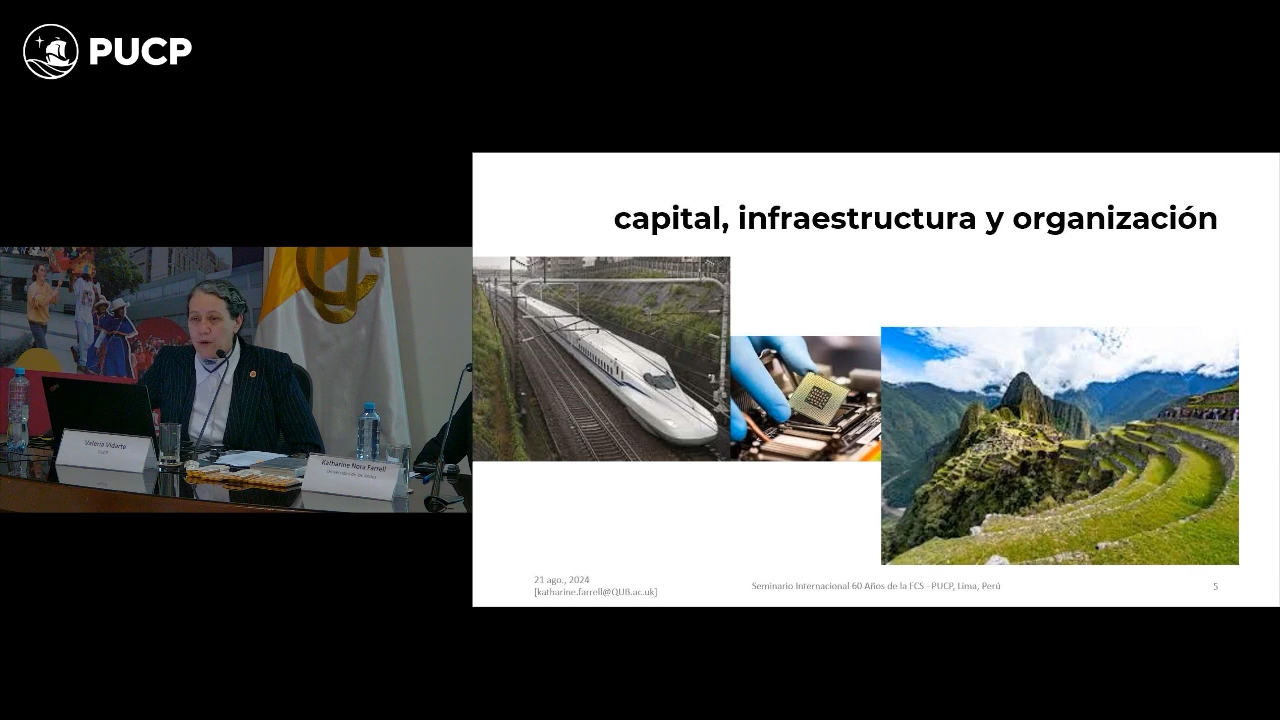 PUCP
capital, infraestructura y organización
Valeria Vidarte
PUCP
Katharine Nora Farrell
21 ago., 2024
[katharine.farrell@QUB.ac.uk]
Seminario Internacional 60 Años de la FCS - PUCP, Lima, Perú
5